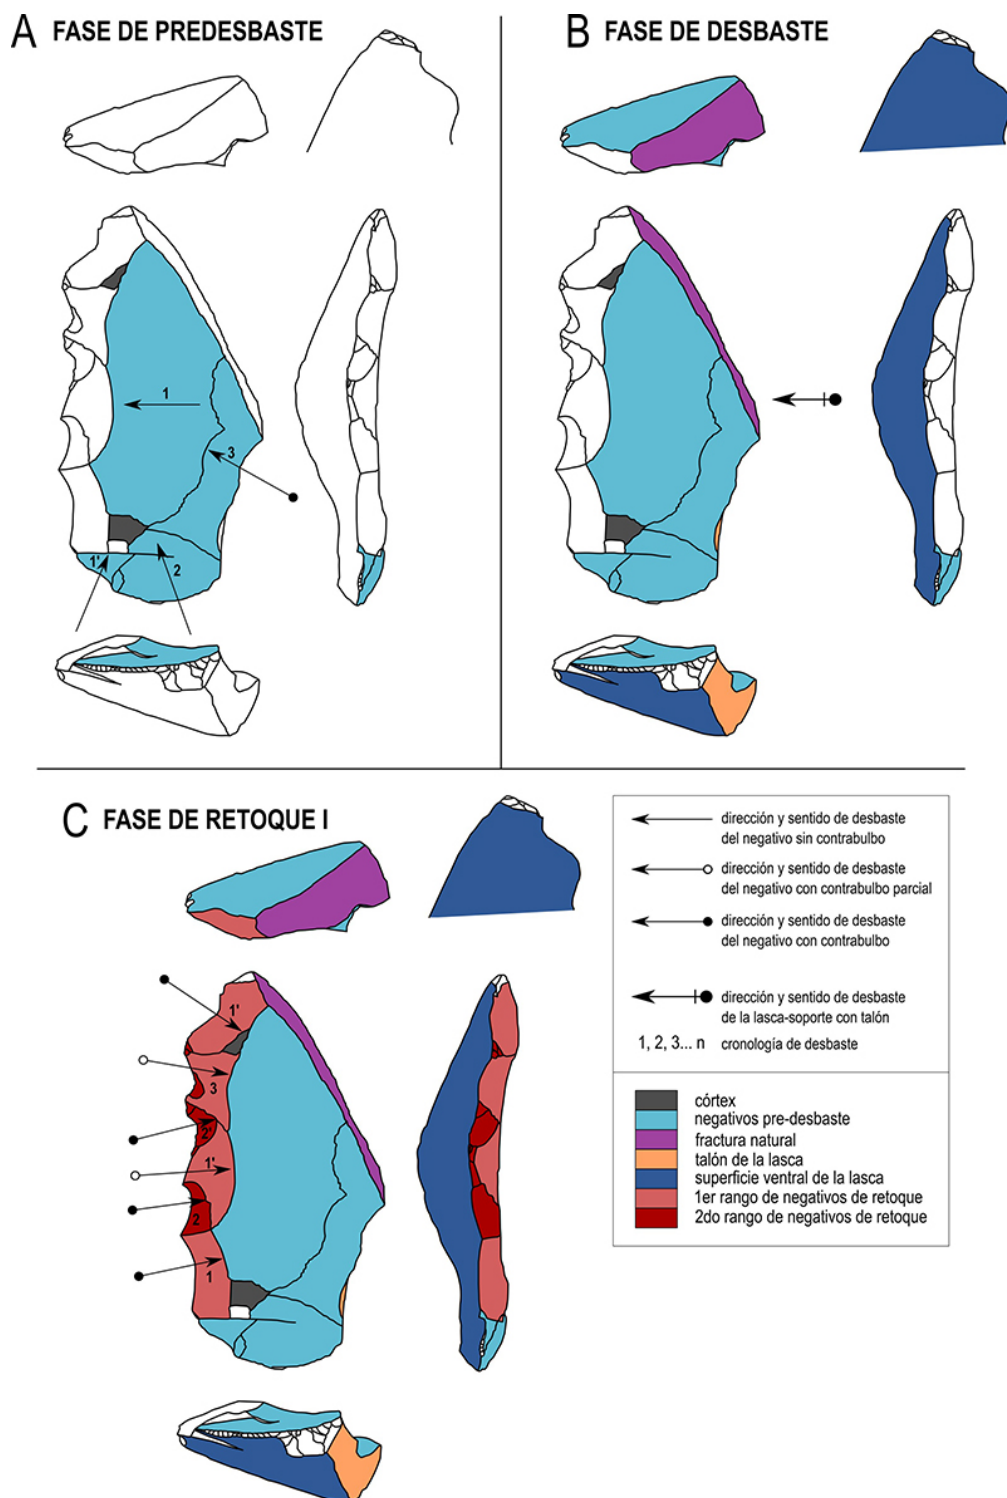 A FASE DE PREDESBASTE
1
3
2
1'
B FASE DE DESBASTE
C FASE DE RETOQUE I
1'
3
2'
1'
2
1
dirección y sentido de desbaste
del negativo sin contrabulbo
dirección y sentido de desbaste
del negativo con contrabulbo parcial
dirección y sentido de desbaste
del negativo con contrabulbo
dirección y sentido de desbaste
de la lasca-soporte con talón
1, 2, 3... n cronología de desbaste
córtex
negativos pre-desbaste
fractura natural
talón de la lasca
superficie ventral de la lasca
1er rango de negativos de retoque
2do rango de negativos de retoque